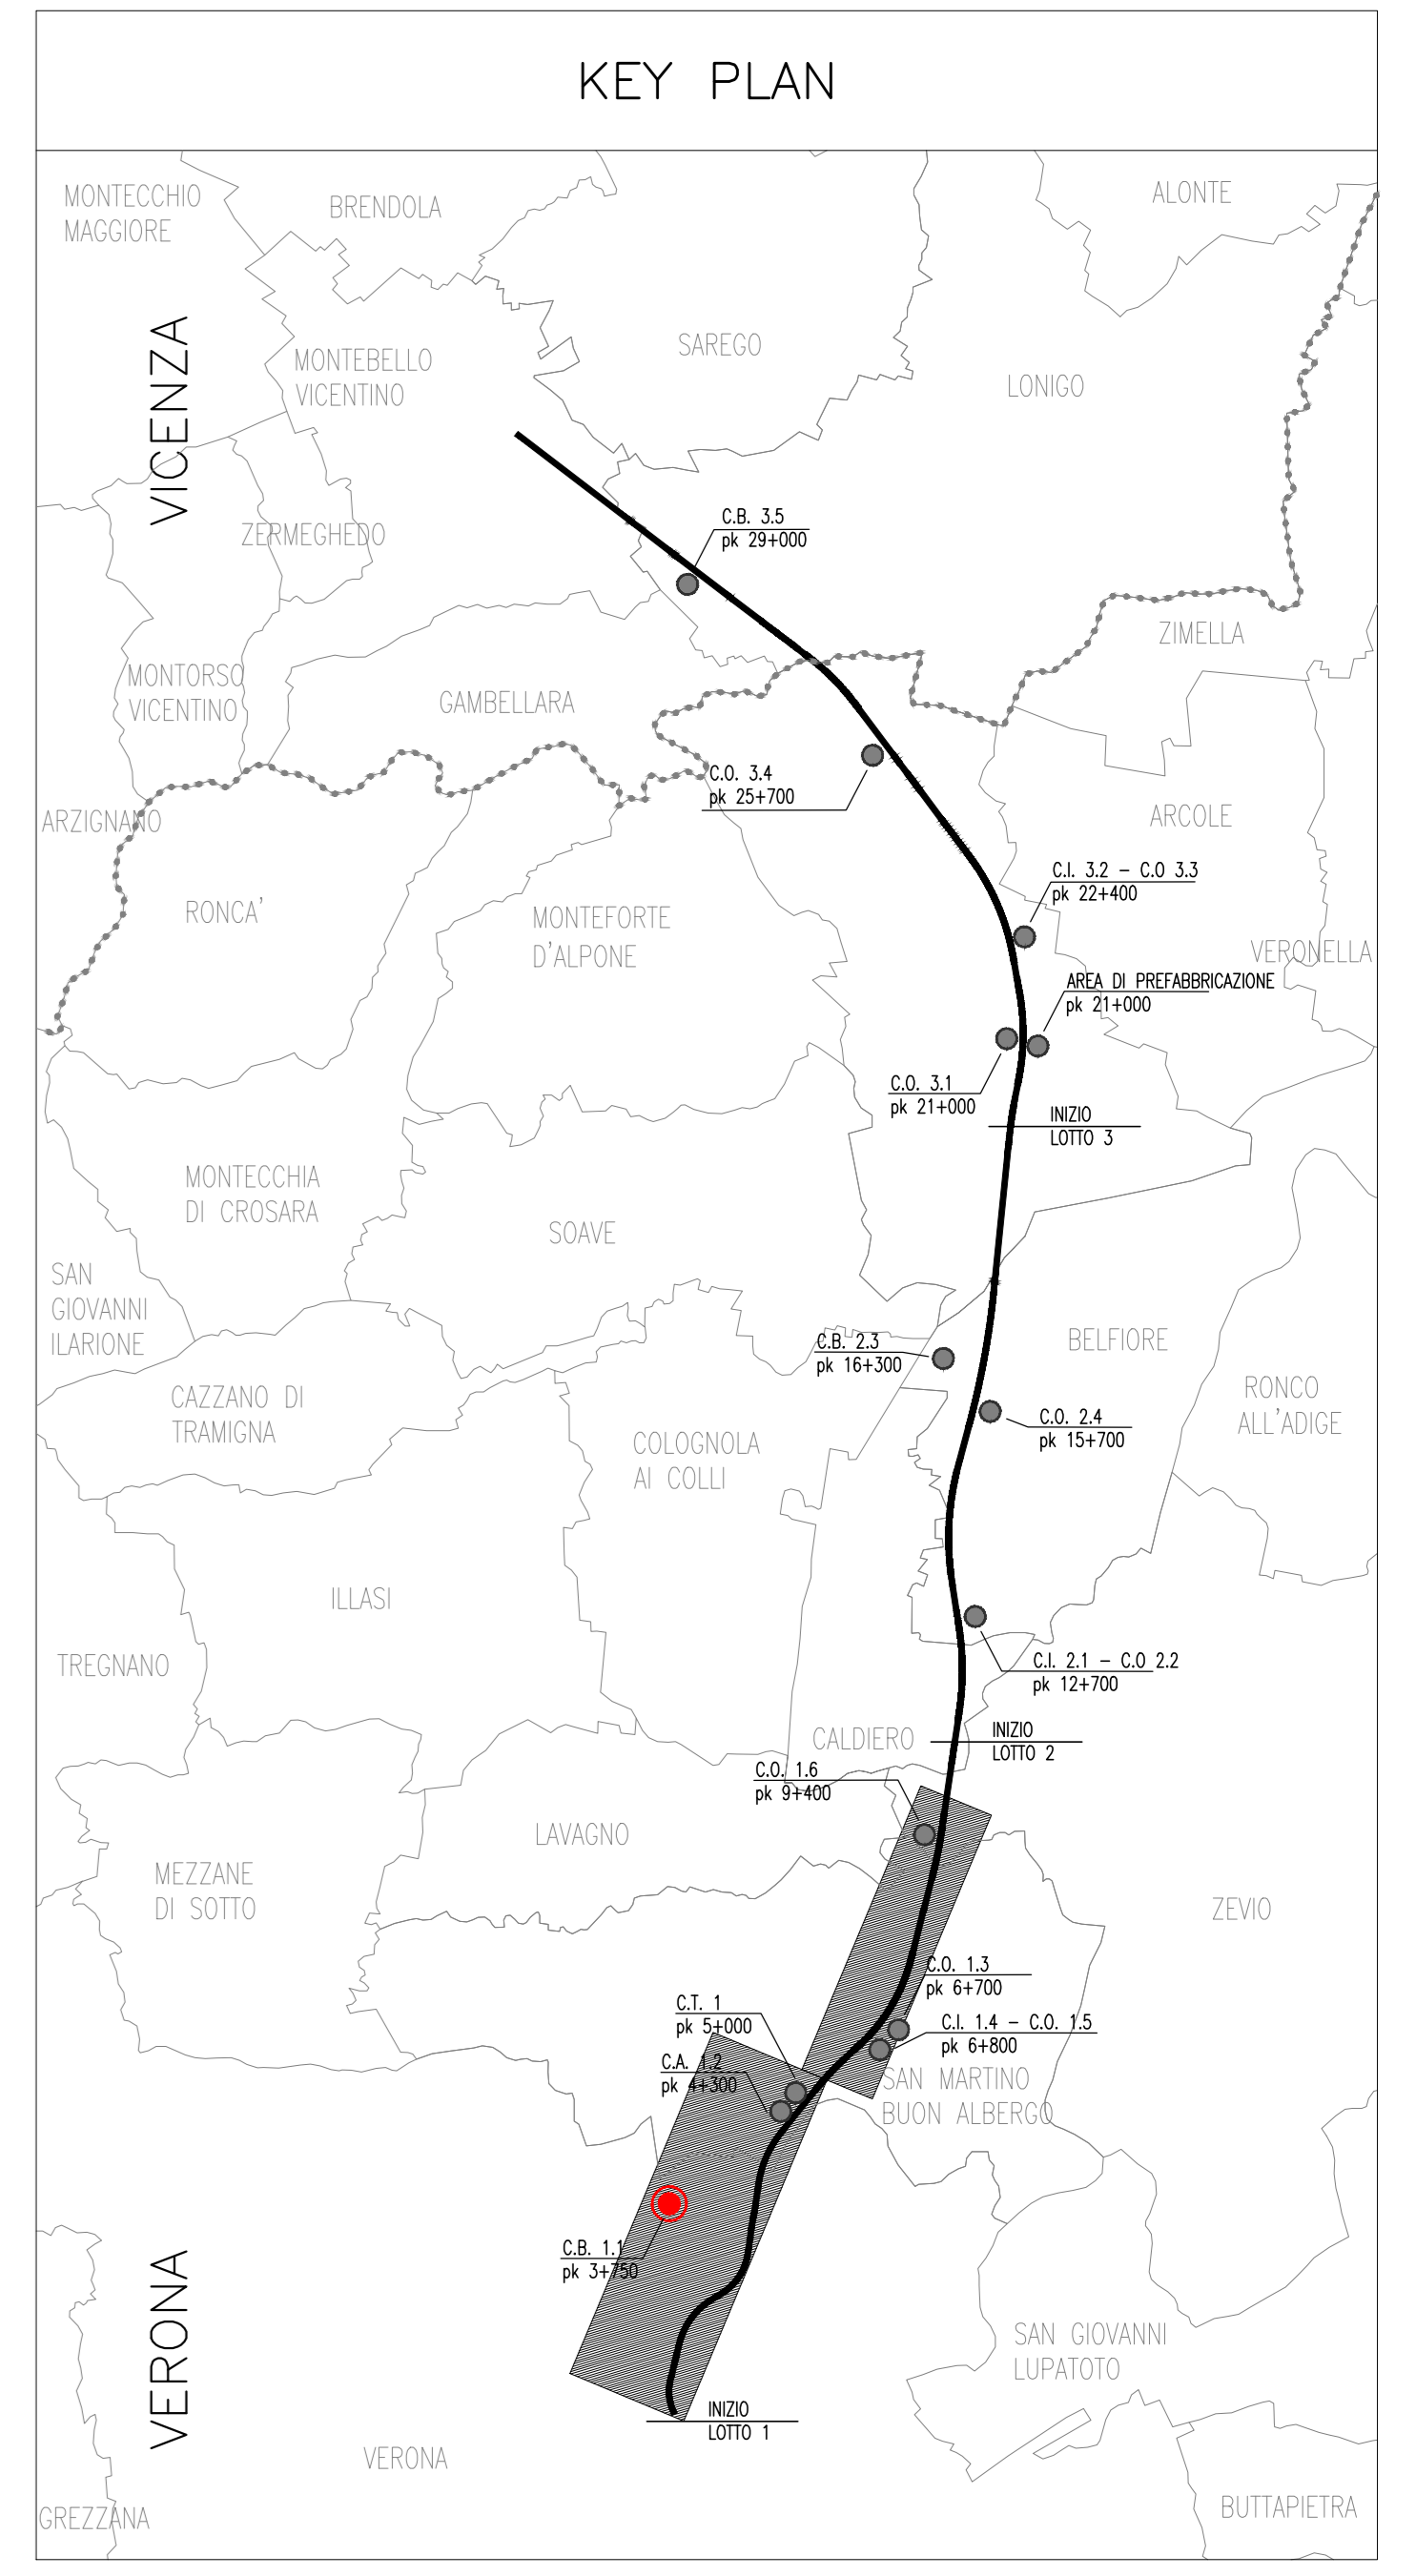 KEY PLAN
MONTECCHIO
MAGGIORE
BRENDOLA
ALONTE
VICENZA
MONTEBELLO
VICENTINO
SAREGO
LONIGO
ZERMEGHEDO
C.B. 3.5
pk 29+000
ZIMELLA
MONTORSO
VICENTINO
GAMBELLARA
C.O. 3.4
pk 25+700
ARZIGNANO
ARCOLE
C.I. 3.2 – C.O 3.3
pk 22+400
RONCA'
MONTEFORTE
D'ALPONE
VERONELLA
AREA DI PREFABBRICAZIONE
pk 21+000
C.O. 3.1
pk 21+000
INIZIO
LOTTO 3
MONTECCHIA
DI CROSARA
SOAVE
SAN
GIOVANNI
ILARIONE
C.B. 2.3
pk 16+300
BELFIORE
CAZZANO DI
TRAMIGNA
RONCO
ALL'ADIGE
C.O. 2.4
pk 15+700
COLOGNOLA
AI COLLI
ILLASI
TREGNANO
C.I. 2.1 – C.O 2.2
pk 12+700
CALDIERO
INIZIO
LOTTO 2
C.O. 1.6
pk 9+400
LAVAGNO
MEZZANE
DI SOTTO
ZEVIO
C.O. 1.3
pk 6+700
C.T. 1
pk 5+000
C.I. 1.4 – C.O. 1.5
pk 6+800
C.A. 1.2
pk 4+300
SAN MARTINO
BUON ALBERGO
C.B. 1.1
pk 3+750
VERONA
SAN GIOVANNI
LUPATOTO
INIZIO
LOTTO 1
VERONA
GREZZANA
BUTTAPIETRA